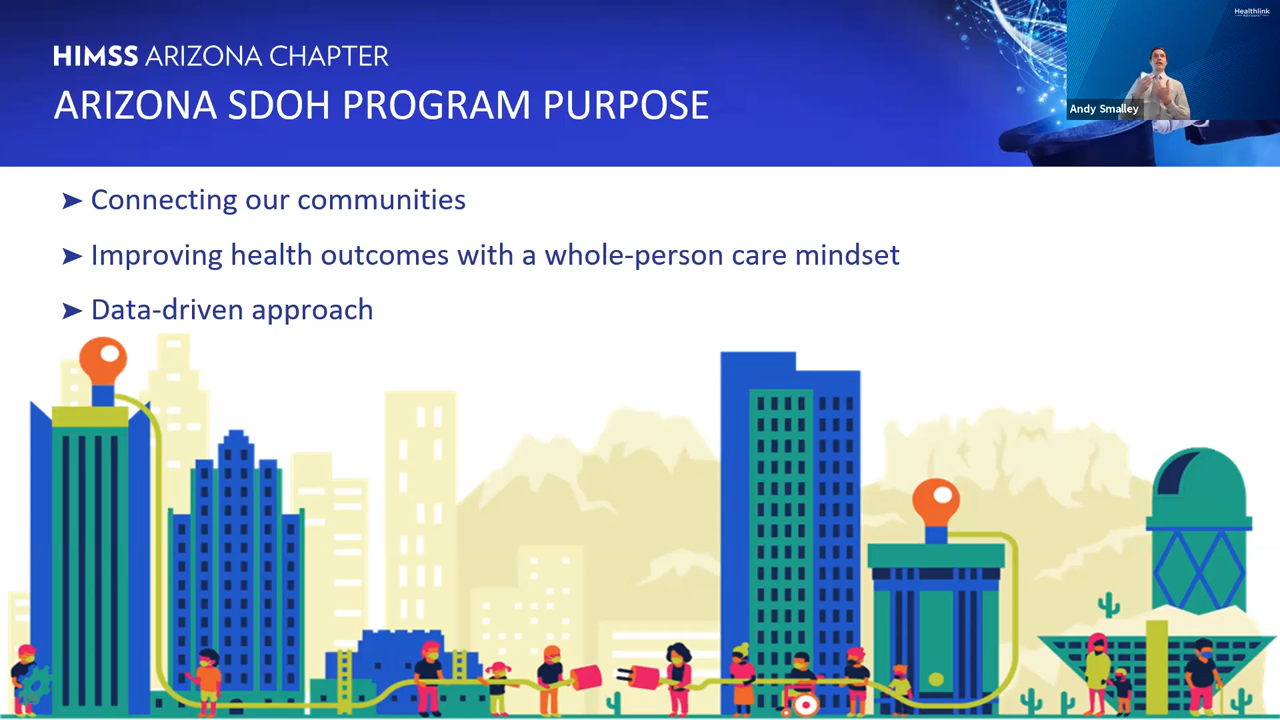 HIMSS ARIZONA CHAPTER
ARIZONA SDOH PROGRAM PURPOSE
Healthlink
Andy Smalley
➤ Connecting our communities
➤ Improving health outcomes with a whole-person care mindset
➤ Data-driven approach